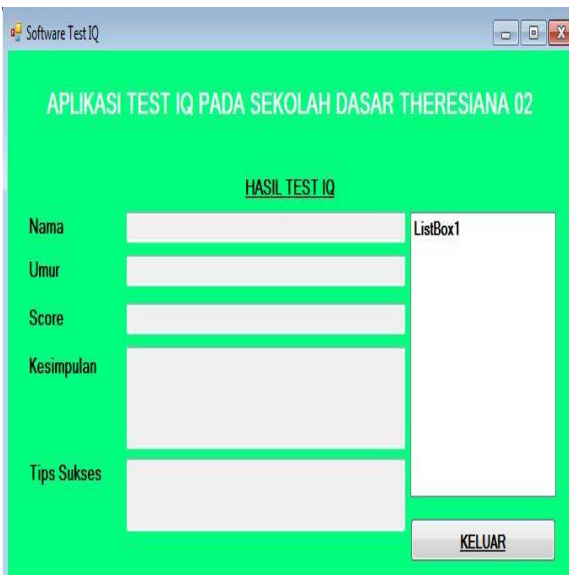 Software Test IQ
APLIKASI TEST IQ PADA SEKOLAH DASAR THERESIANA 02
HASIL TEST IQ
Nama
ListBox1
Umur
Score
Kesimpulan
Tips Sukses
KELUAR